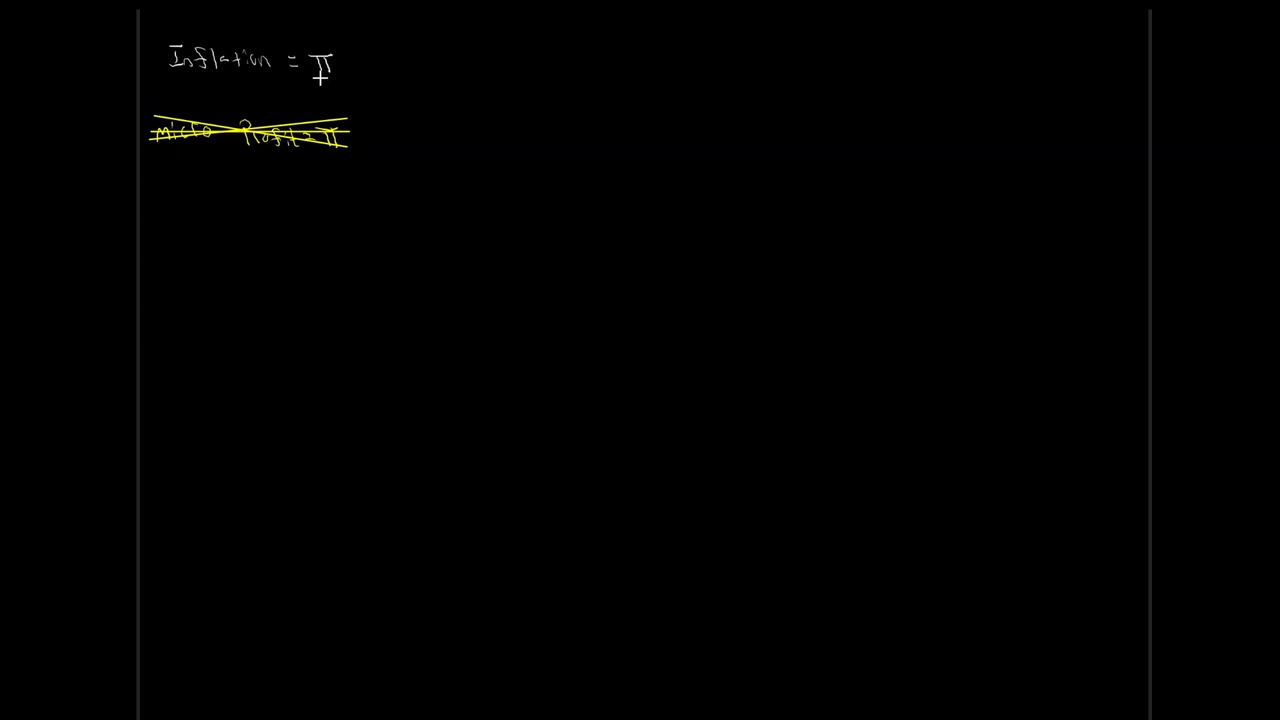 Inflation = π
Micro Profit = π